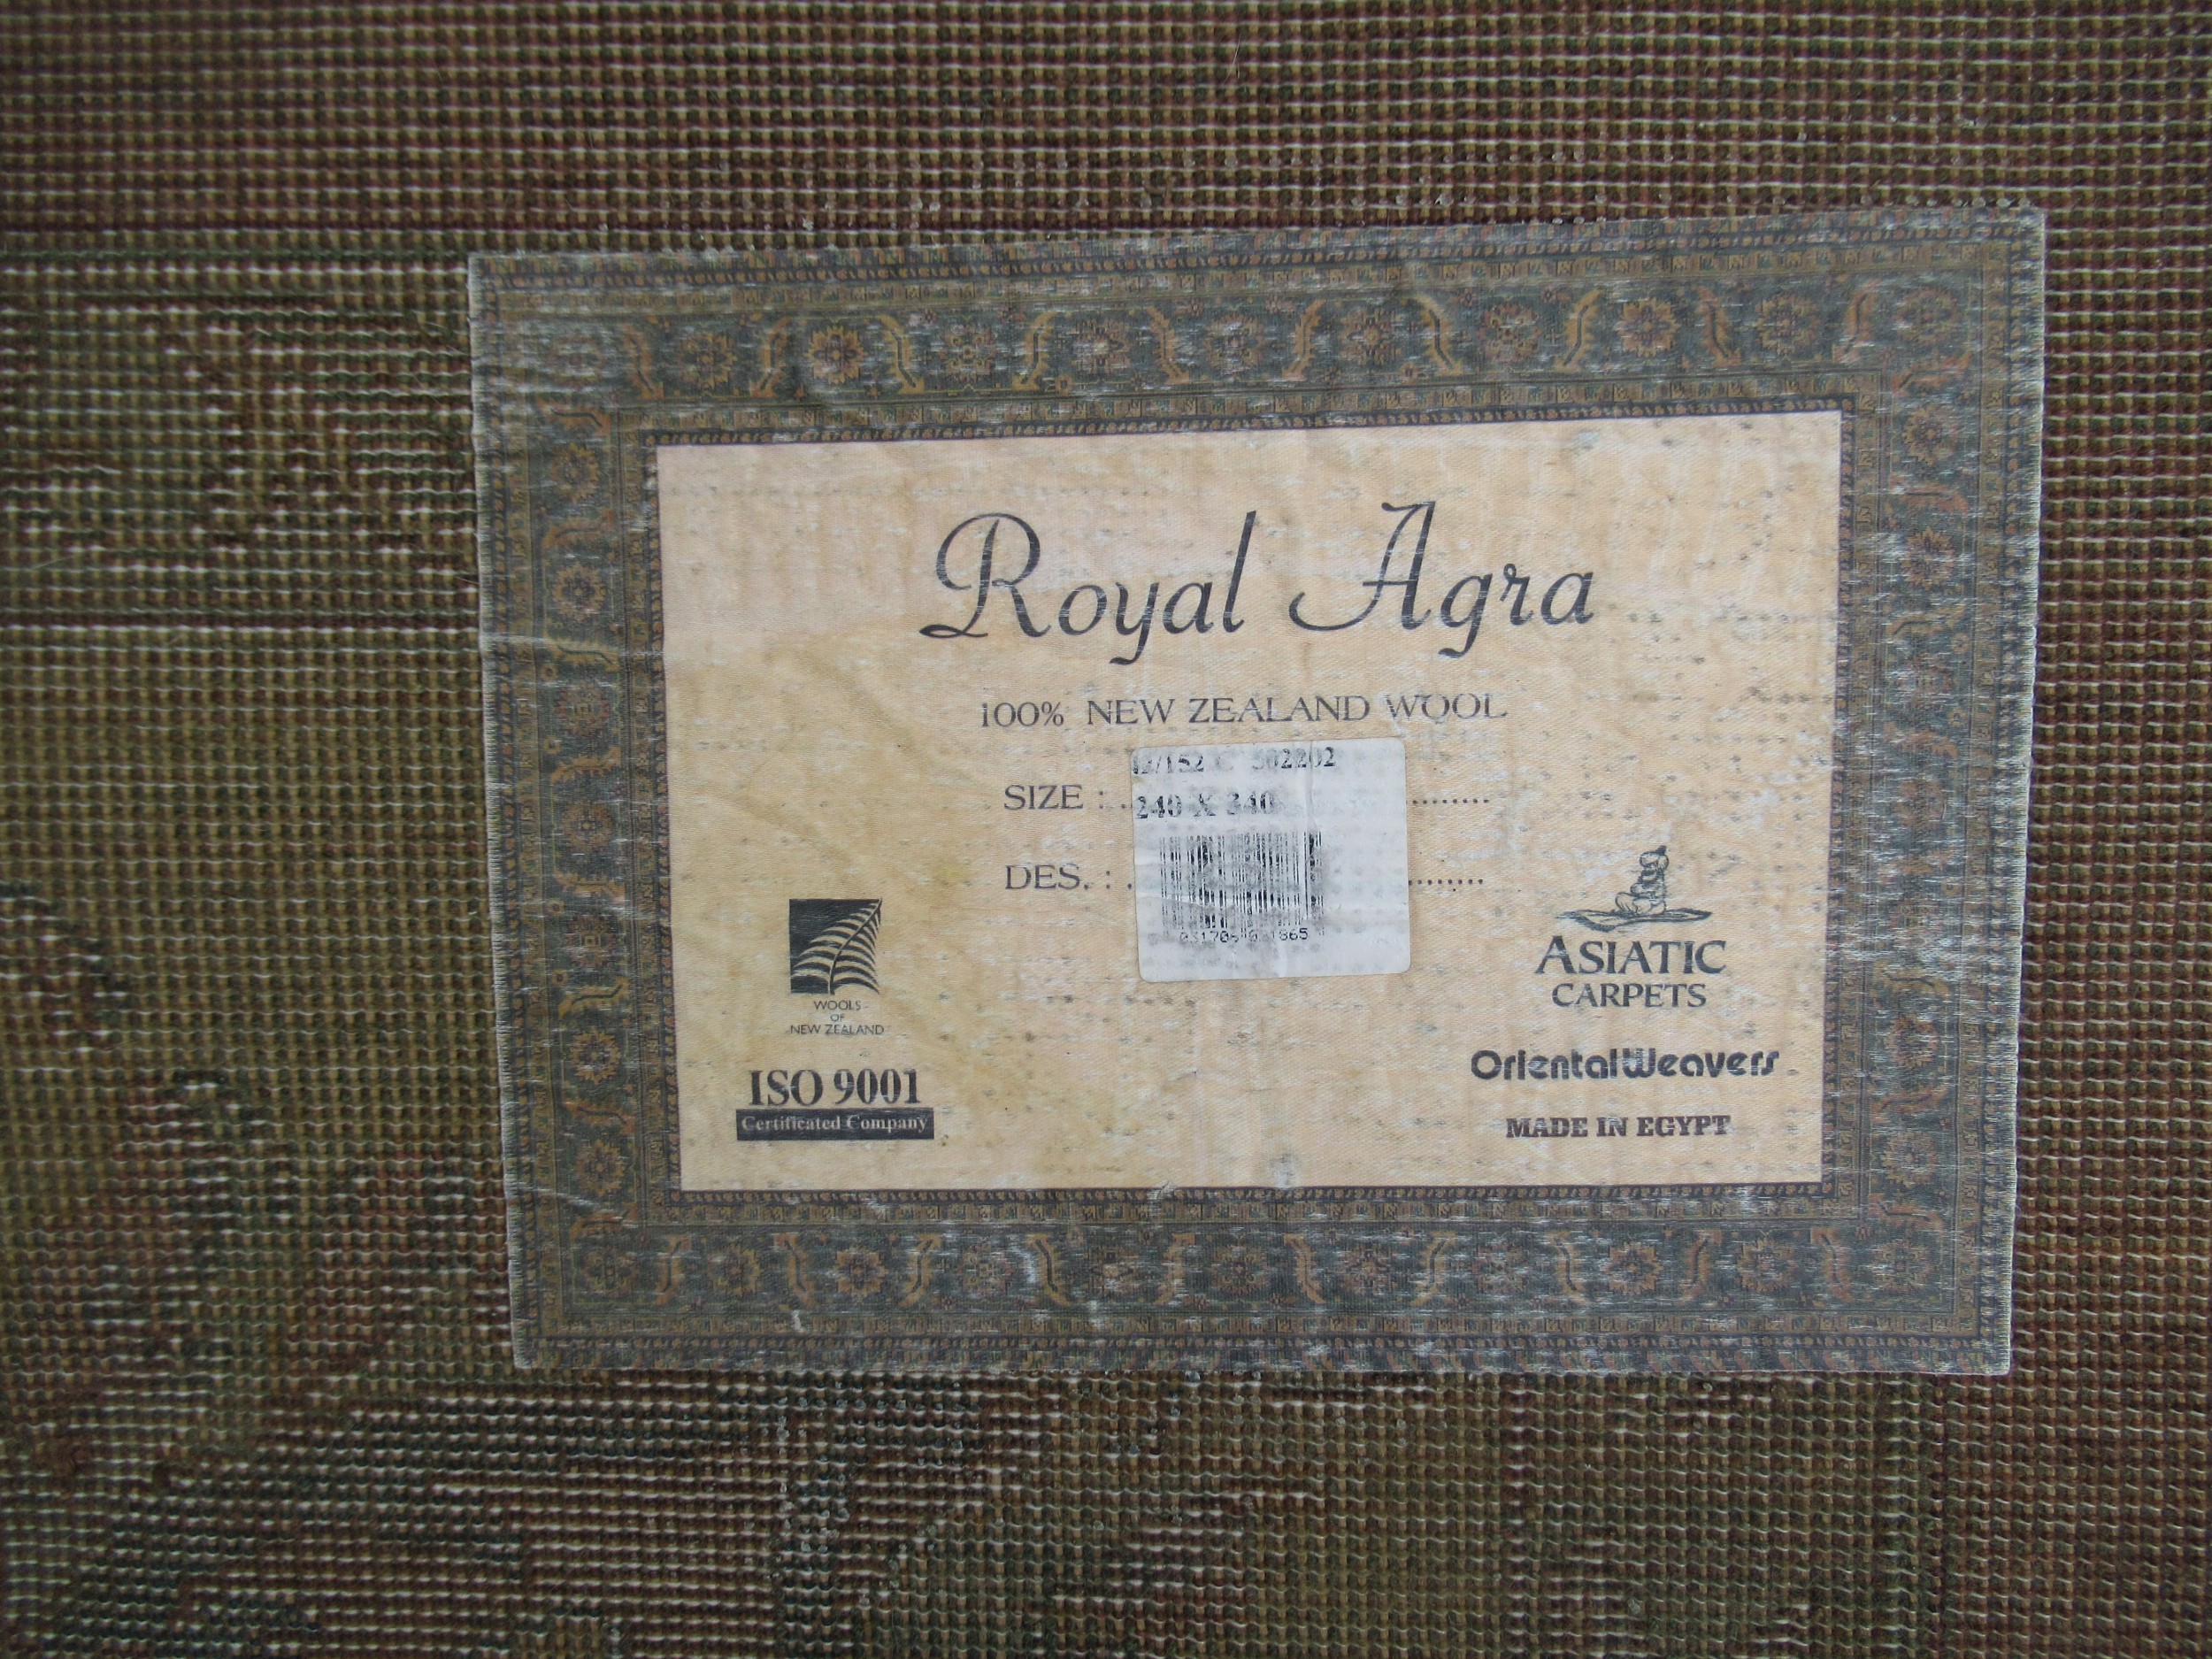 Royal Agra
100% NEW ZEALAND WOOL
502202
SIZE : 240 X 340
DES. :
WOOLS
OF
NEW ZEALAND
ISO 9001
Certificated Company
ASIATIC
CARPETS
OrientalWeavers
MADE IN EGYPT